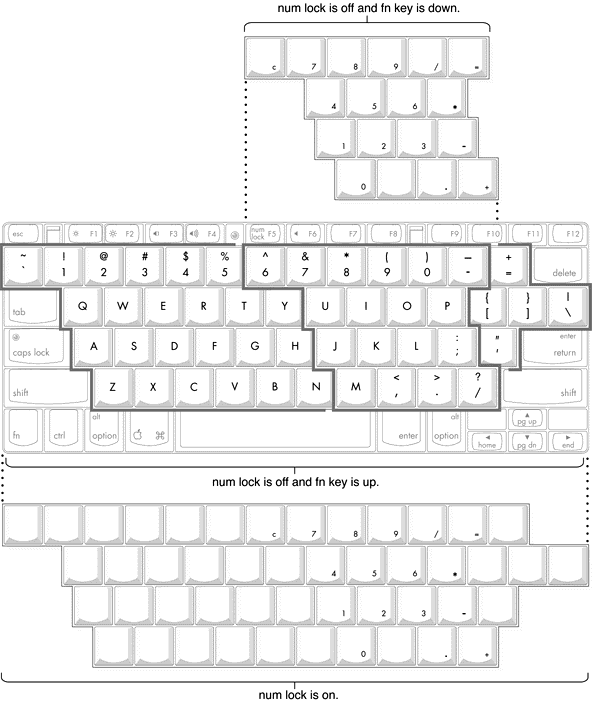 num lock is off and fn key is down.
c 7 8 9 / =
4 5 6 *
1 2 3 -
0 . +
esc F1 F2 F3 F4 num lock F5 F6 F7 F8 F9 F10 F11 F12
~ ! @ # $ % ^ & * ( ) — +
` 1 2 3 4 5 6 7 8 9 0 - = delete
tab Q W E R T Y U I O P { [ } ] | \
caps lock A S D F G H J K L : ; " ' enter return
shift Z X C V B N M < , > . ? / shift
fn ctrl alt option ⌘ enter alt option pg up
home pg dn end
num lock is off and fn key is up.
c 7 8 9 / =
4 5 6 *
1 2 3 -
0 . +
num lock is on.